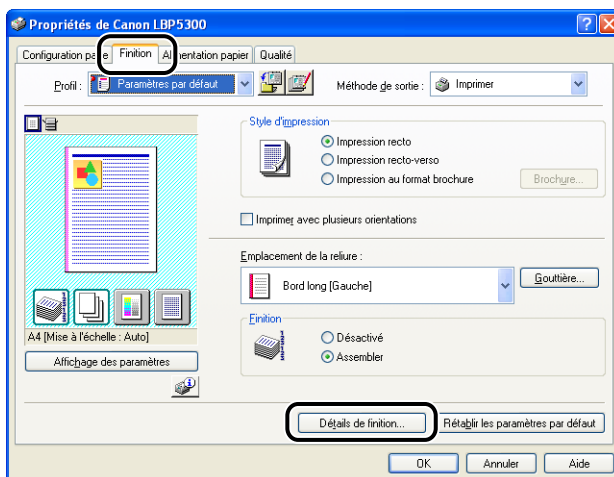 Propriétés de Canon LBP5300
Configuration page Finition Alimentation papier Qualité
Profil : Paramètres par défaut Méthode de sortie : Imprimer
Style d'impression
Impression recto
Impression recto-verso
Impression au format brochure Brochure...
Imprimer avec plusieurs orientations
Emplacement de la reliure :
Bord long [Gauche] Gouttière...
Finition
Désactivé
Assembler
A4 [Mise à l'échelle : Auto]
Affichage des paramètres
Détails de finition... Rétablir les paramètres par défaut
OK Annuler Aide